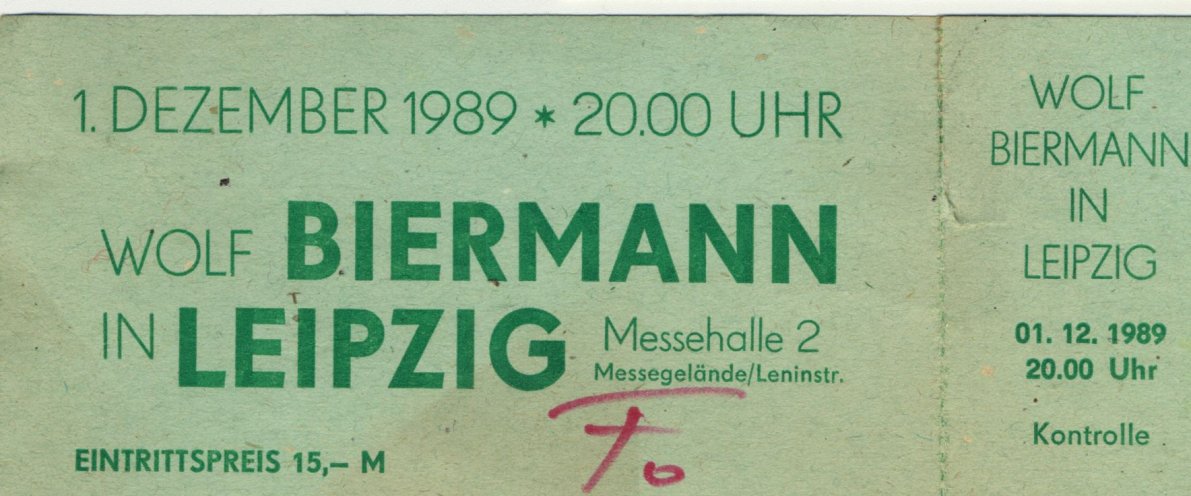 1. DEZEMBER 1989 * 20.00 UHR
WOLF BIERMANN
IN LEIPZIG Messehalle 2
Messegelände/Leninstr.
EINTRITTSPREIS 15,– M
WOLF
BIERMANN
IN
LEIPZIG
01. 12. 1989
20.00 Uhr
Kontrolle